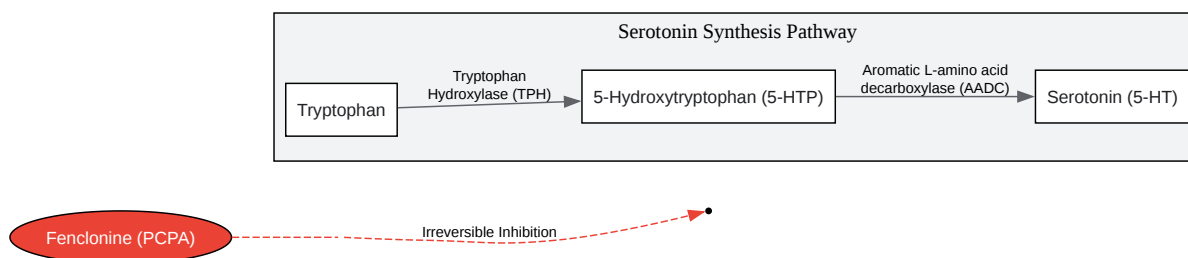 Serotonin Synthesis Pathway
Tryptophan
Tryptophan
Hydroxylase (TPH)
5-Hydroxytryptophan (5-HTP)
Aromatic L-amino acid
decarboxylase (AADC)
Serotonin (5-HT)
Fenclonine (PCPA)
Irreversible Inhibition